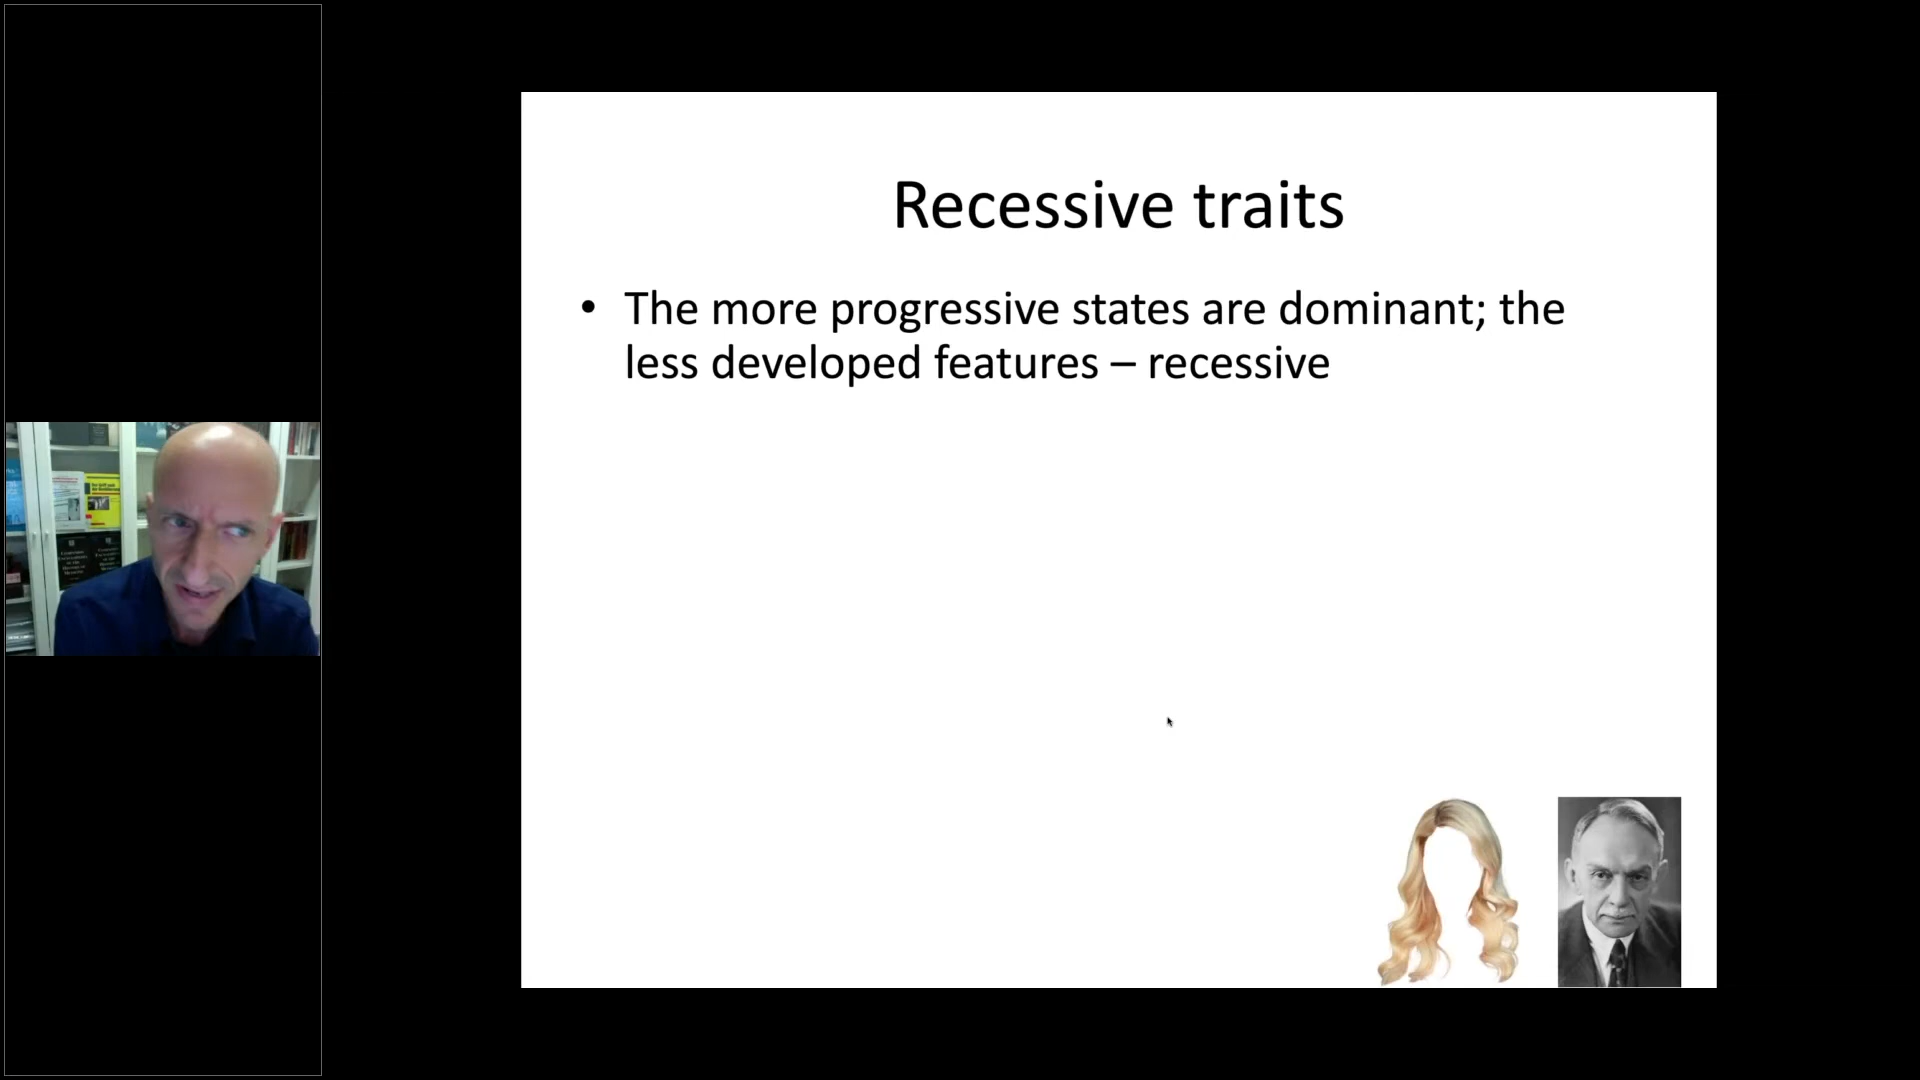 Recessive traits
• The more progressive states are dominant; the
less developed features – recessive